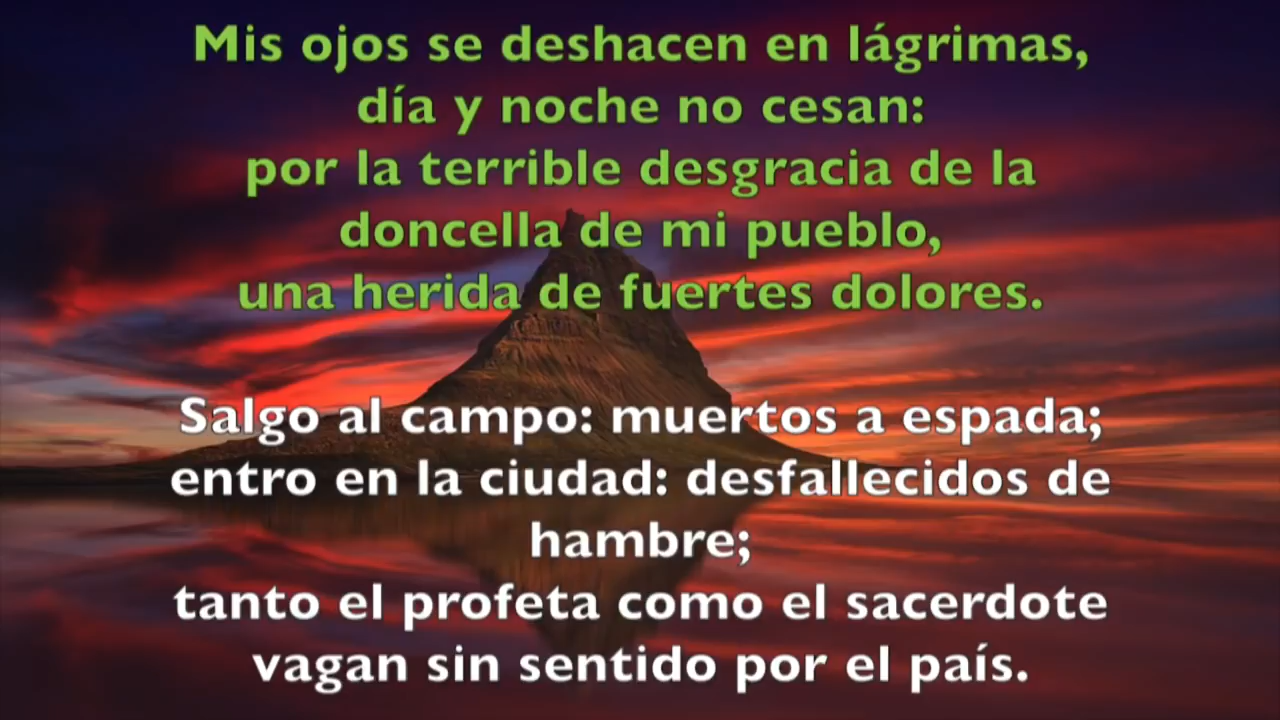 Mis ojos se deshacen en lágrimas,
día y noche no cesan:
por la terrible desgracia de la
doncella de mi pueblo,
una herida de fuertes dolores.
Salgo al campo: muertos a espada;
entro en la ciudad: desfallecidos de
hambre;
tanto el profeta como el sacerdote
vagan sin sentido por el país.